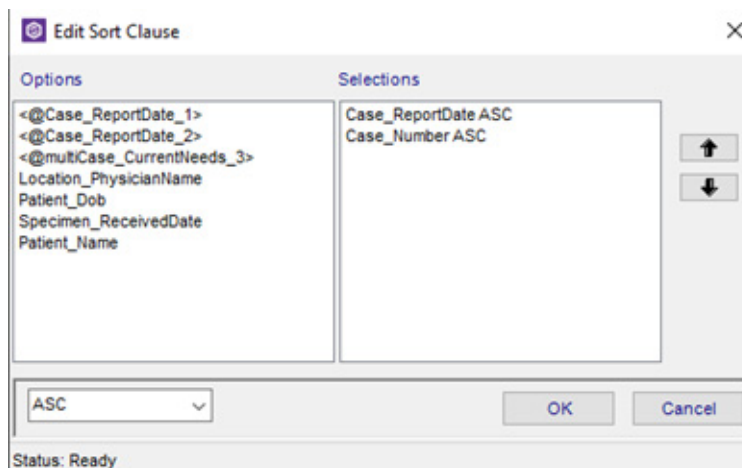 Edit Sort Clause
Options
Selections
<@Case_ReportDate_1>
<@Case_ReportDate_2>
<@multiCase_CurrentNeeds_3>
Location_PhysicianName
Patient_Dob
Specimen_ReceivedDate
Patient_Name
Case_ReportDate ASC
Case_Number ASC
ASC
OK
Cancel
Status: Ready